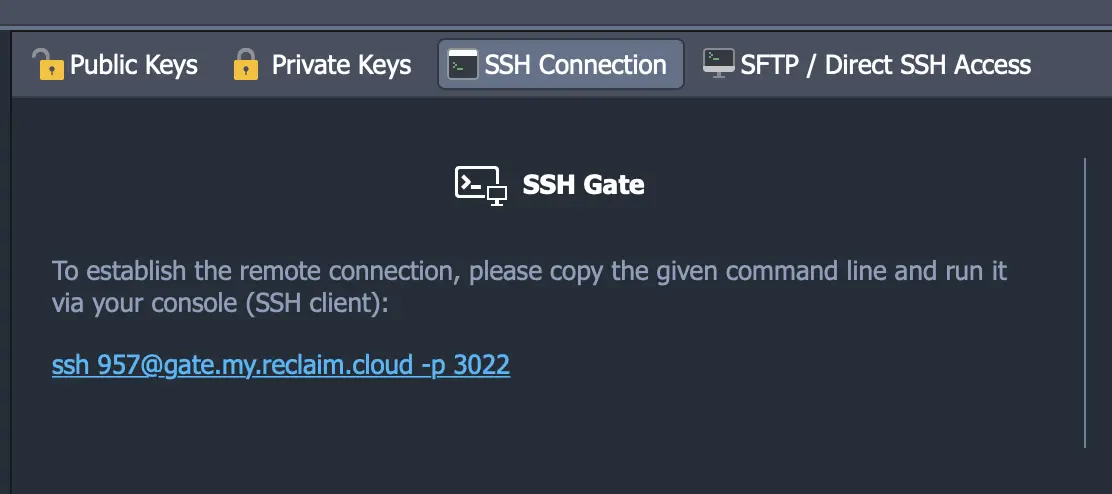 Public Keys
Private Keys
SSH Connection
SFTP / Direct SSH Access
SSH Gate
To establish the remote connection, please copy the given command line and run it
via your console (SSH client):
ssh 957@gate.my.reclaim.cloud -p 3022